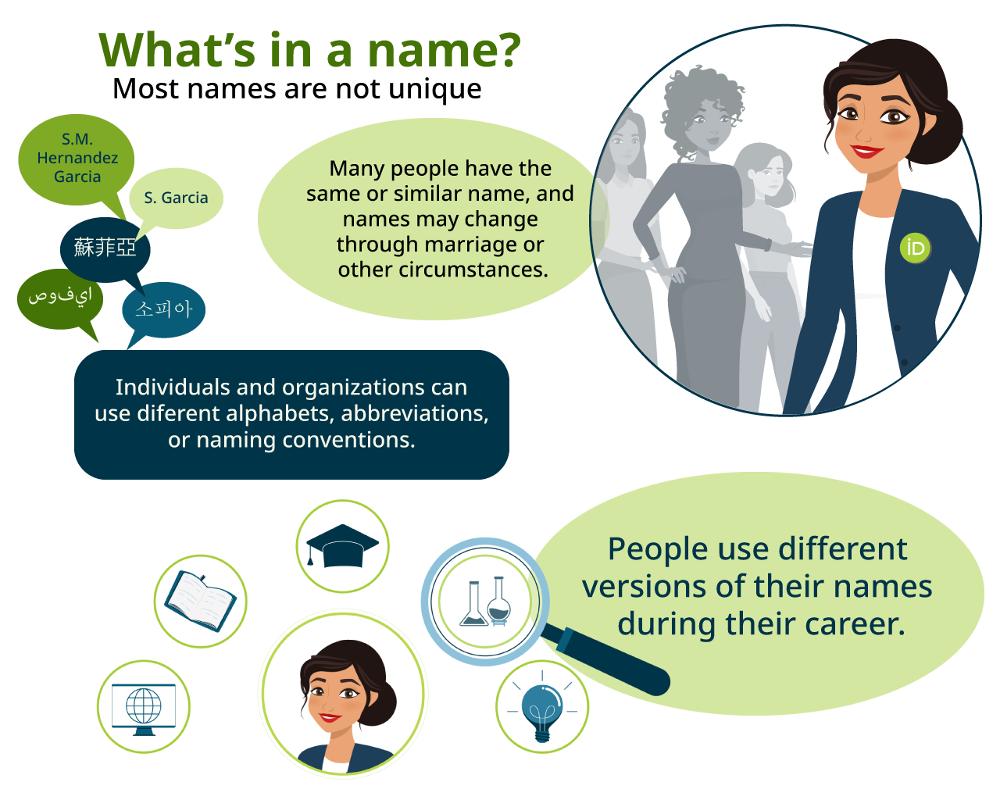 What's in a name?
Most names are not unique
S.M.
Hernandez
Garcia
S. Garcia
蘇菲亞
صوفيا
소피아
Many people have the
same or similar name, and
names may change
through marriage or
other circumstances.
iD
Individuals and organizations can
use diferent alphabets, abbreviations,
or naming conventions.
People use different
versions of their names
during their career.